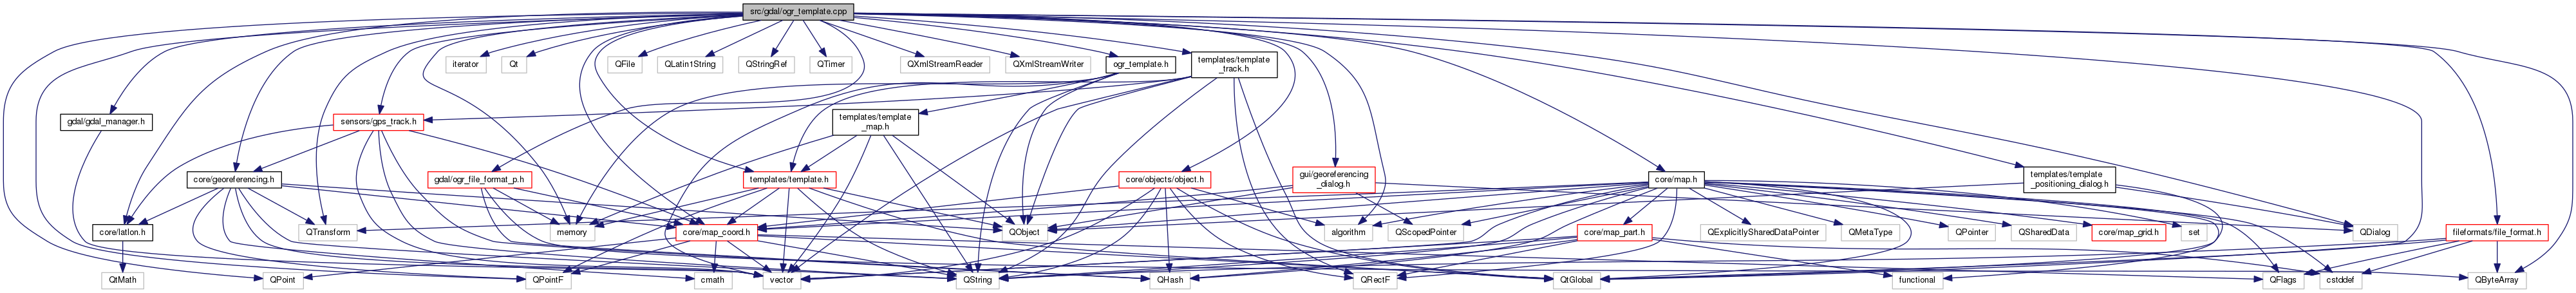 src/gdal/ogr_template.cpp
iterator
Qt
QFile
QLatin1String
QStringRef
QTimer
QXmlStreamReader
QXmlStreamWriter
ogr_template.h
templates/template
_track.h
gdal/gdal_manager.h
sensors/gps_track.h
templates/template
_map.h
core/georeferencing.h
gdal/ogr_file_format_p.h
templates/template.h
core/objects/object.h
gui/georeferencing
_dialog.h
core/map.h
templates/template
_positioning_dialog.h
core/latlon.h
QTransform
memory
core/map_coord.h
QObject
algorithm
QScopedPointer
core/map_part.h
QExplicitlySharedDataPointer
QMetaType
QPointer
QSharedData
core/map_grid.h
set
QDialog
fileformats/file_format.h
QtMath
QPoint
QPointF
cmath
vector
QString
QHash
QRectF
QtGlobal
functional
QFlags
cstddef
QByteArray